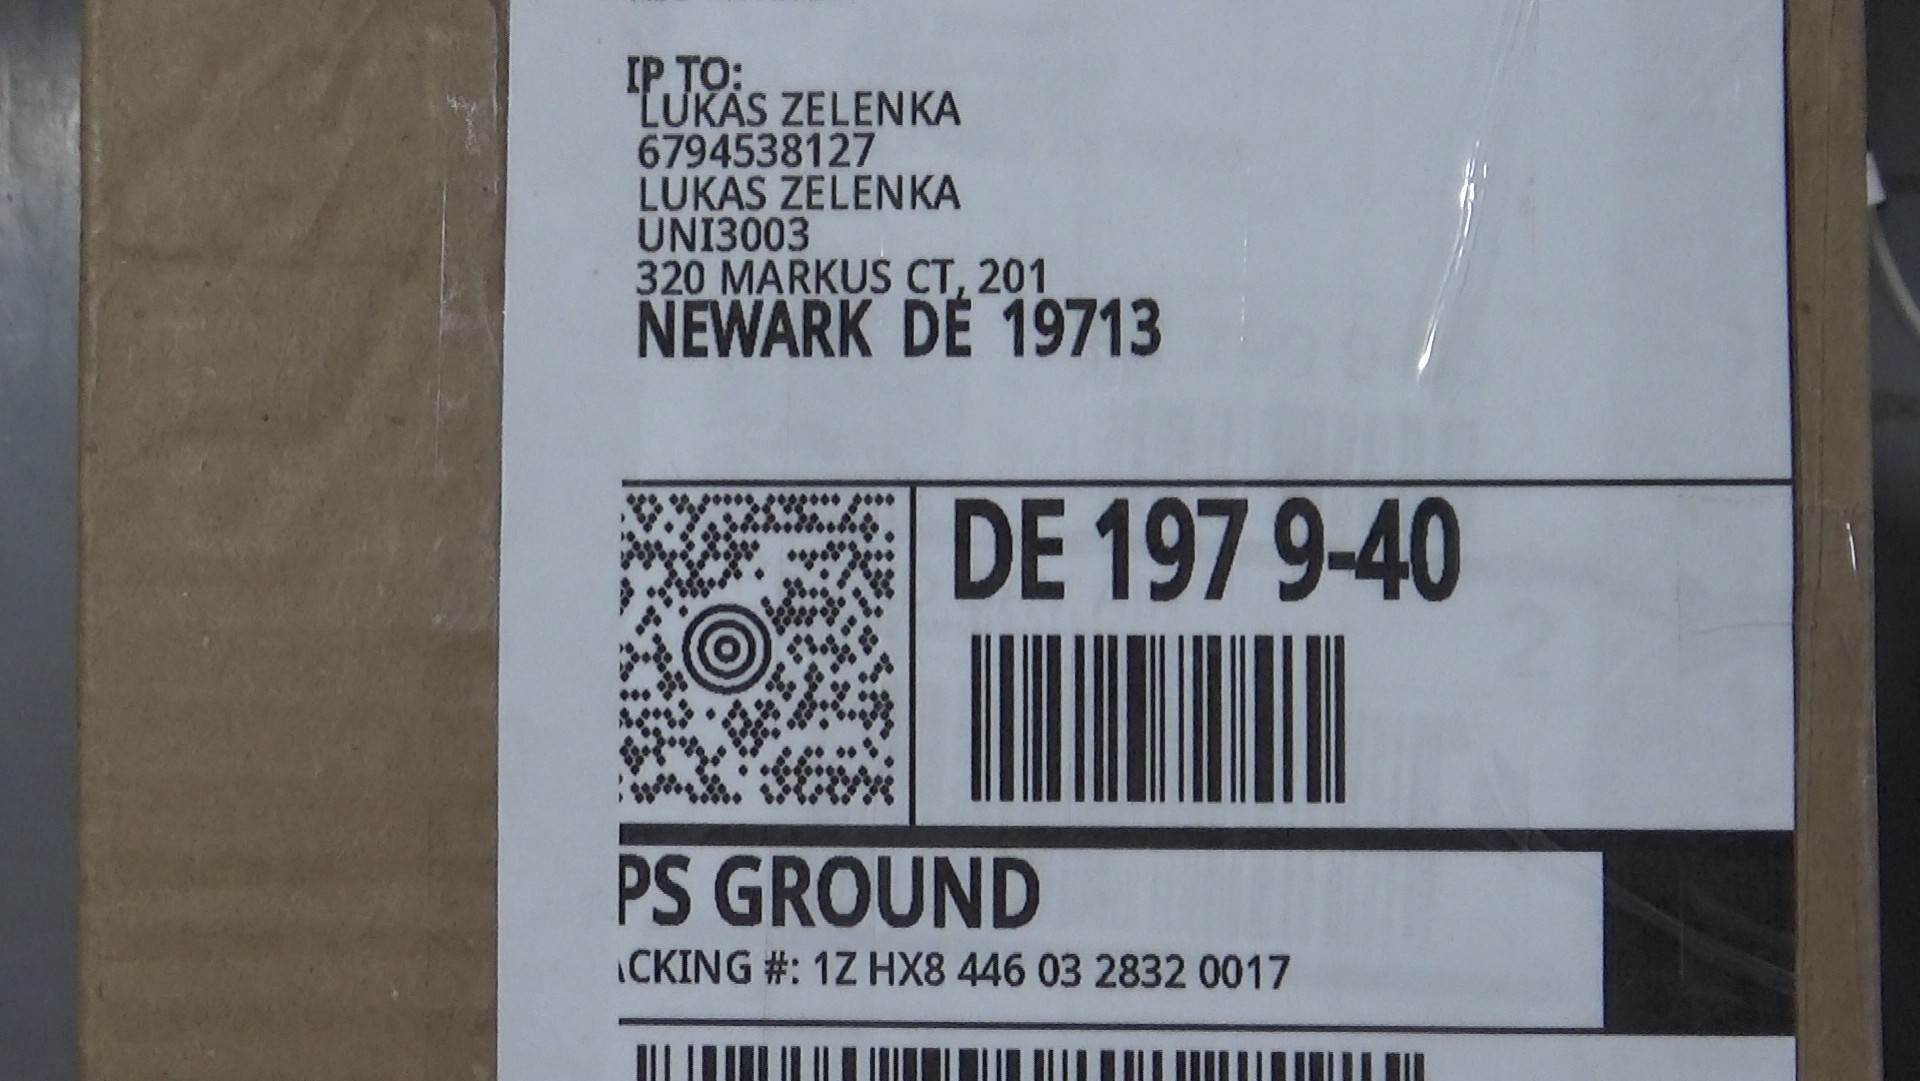 IP TO:
LUKAS ZELENKA
6794538127
LUKAS ZELENKA
UNI3003
320 MARKUS CT, 201
NEWARK DE 19713
DE 197 9-40
PS GROUND
ACKING #: 1Z HX8 446 03 2832 0017